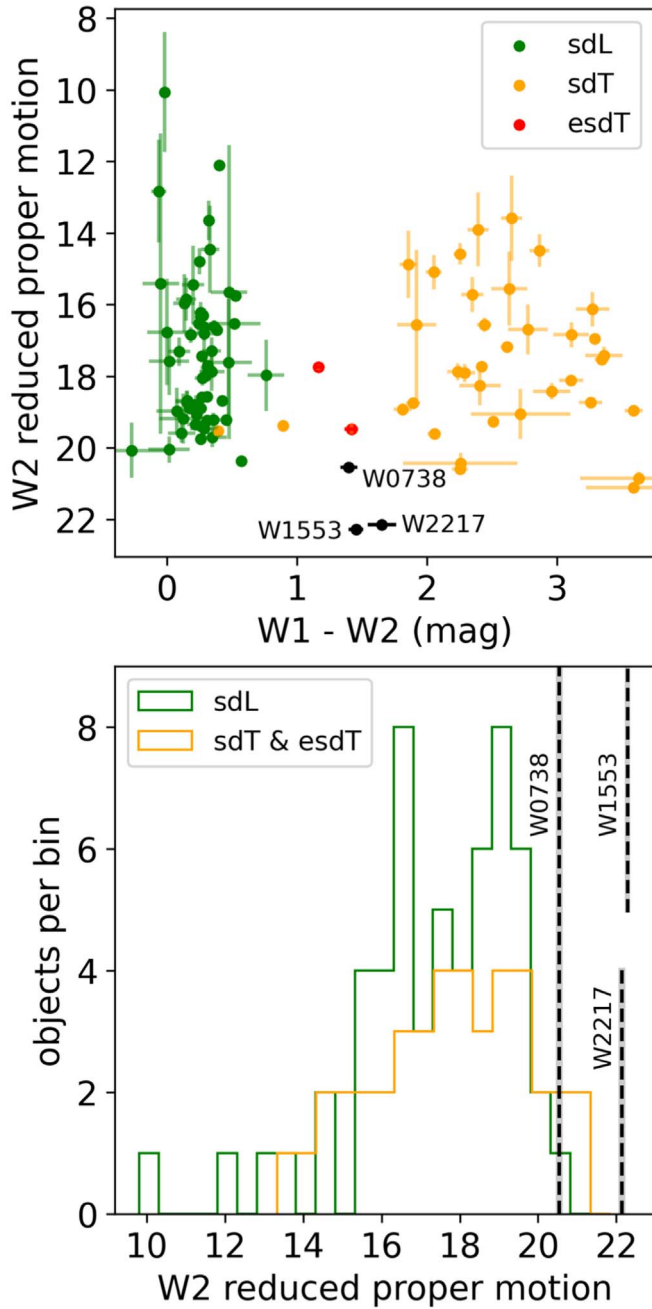 8
10
12
14
16
18
20
22
W2 reduced proper motion
sdL
sdT
esdT
W0738
W1553
W2217
0
1
2
3
W1 - W2 (mag)
8
6
4
2
0
objects per bin
sdL
sdT & esdT
W0738
W1553
W2217
10
12
14
16
18
20
22
W2 reduced proper motion